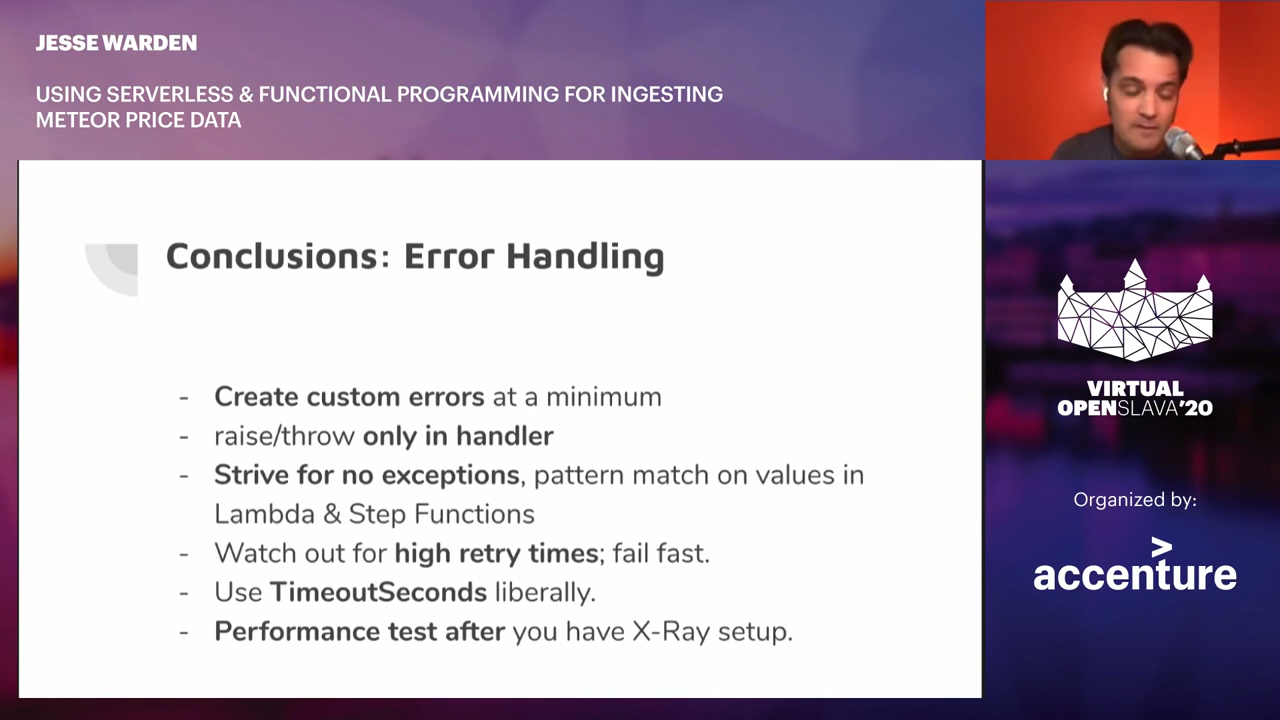 JESSE WARDEN
USING SERVERLESS & FUNCTIONAL PROGRAMMING FOR INGESTING
METEOR PRICE DATA
Conclusions: Error Handling
- Create custom errors at a minimum
- raise/throw only in handler
- Strive for no exceptions, pattern match on values in
Lambda & Step Functions
- Watch out for high retry times; fail fast.
- Use TimeoutSeconds liberally.
- Performance test after you have X-Ray setup.
VIRTUAL
OPENSLAVA'20
Organized by:
accenture